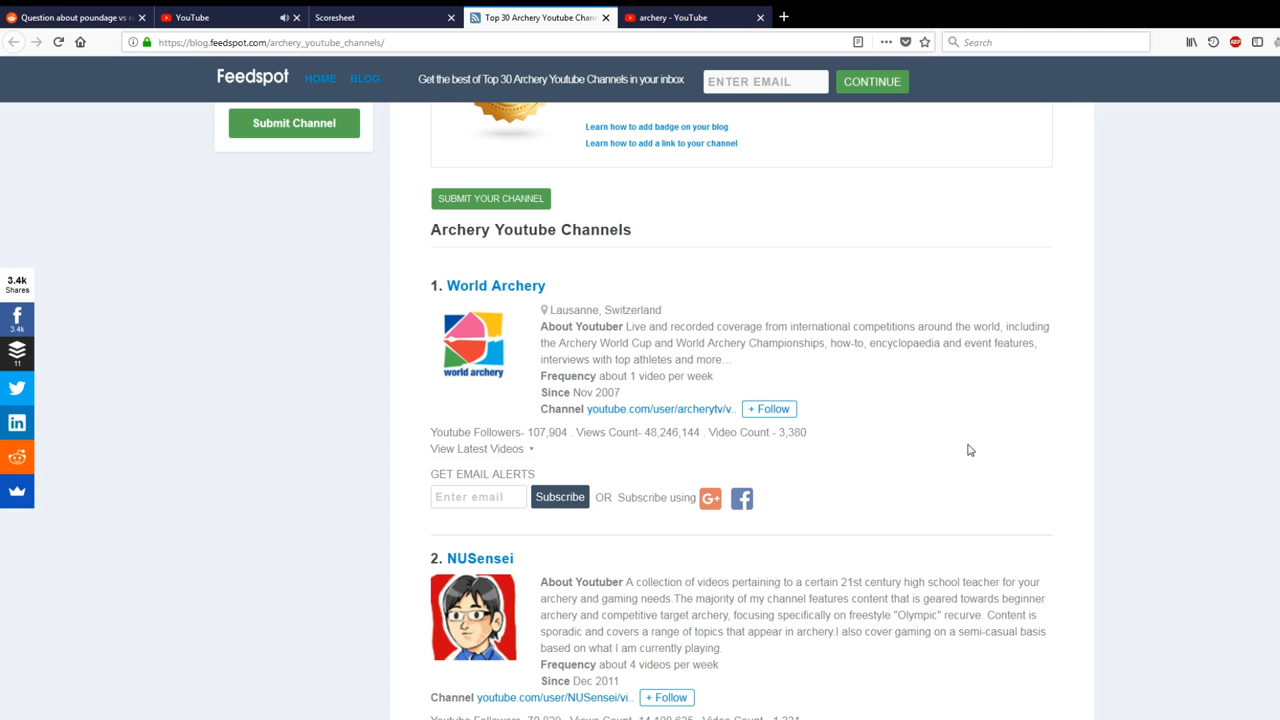 Question about poundage vs r
YouTube
Scoresheet
Top 30 Archery Youtube Chan
archery - YouTube
https://blog.feedspot.com/archery_youtube_channels/
Search
Feedspot
HOME
BLOG
Get the best of Top 30 Archery Youtube Channels in your inbox
ENTER EMAIL
CONTINUE
Submit Channel
Learn how to add badge on your blog
Learn how to add a link to your channel
SUBMIT YOUR CHANNEL
Archery Youtube Channels
3.4k
Shares
3.4k
11
1. World Archery
world archery
Lausanne, Switzerland
About Youtuber Live and recorded coverage from international competitions around the world, including
the Archery World Cup and World Archery Championships, how-to, encyclopaedia and event features,
interviews with top athletes and more...
Frequency about 1 video per week
Since Nov 2007
Channel youtube.com/user/archerytv/v.. + Follow
Youtube Followers- 107,904 . Views Count- 48,246,144 . Video Count - 3,380
View Latest Videos
GET EMAIL ALERTS
Enter email Subscribe OR Subscribe using G+ f
2. NUSensei
About Youtuber A collection of videos pertaining to a certain 21st century high school teacher for your
archery and gaming needs.The majority of my channel features content that is geared towards beginner
archery and competitive target archery, focusing specifically on freestyle "Olympic" recurve. Content is
sporadic and covers a range of topics that appear in archery.I also cover gaming on a semi-casual basis
based on what I am currently playing.
Frequency about 4 videos per week
Since Dec 2011
Channel youtube.com/user/NUSensei/vi.. + Follow